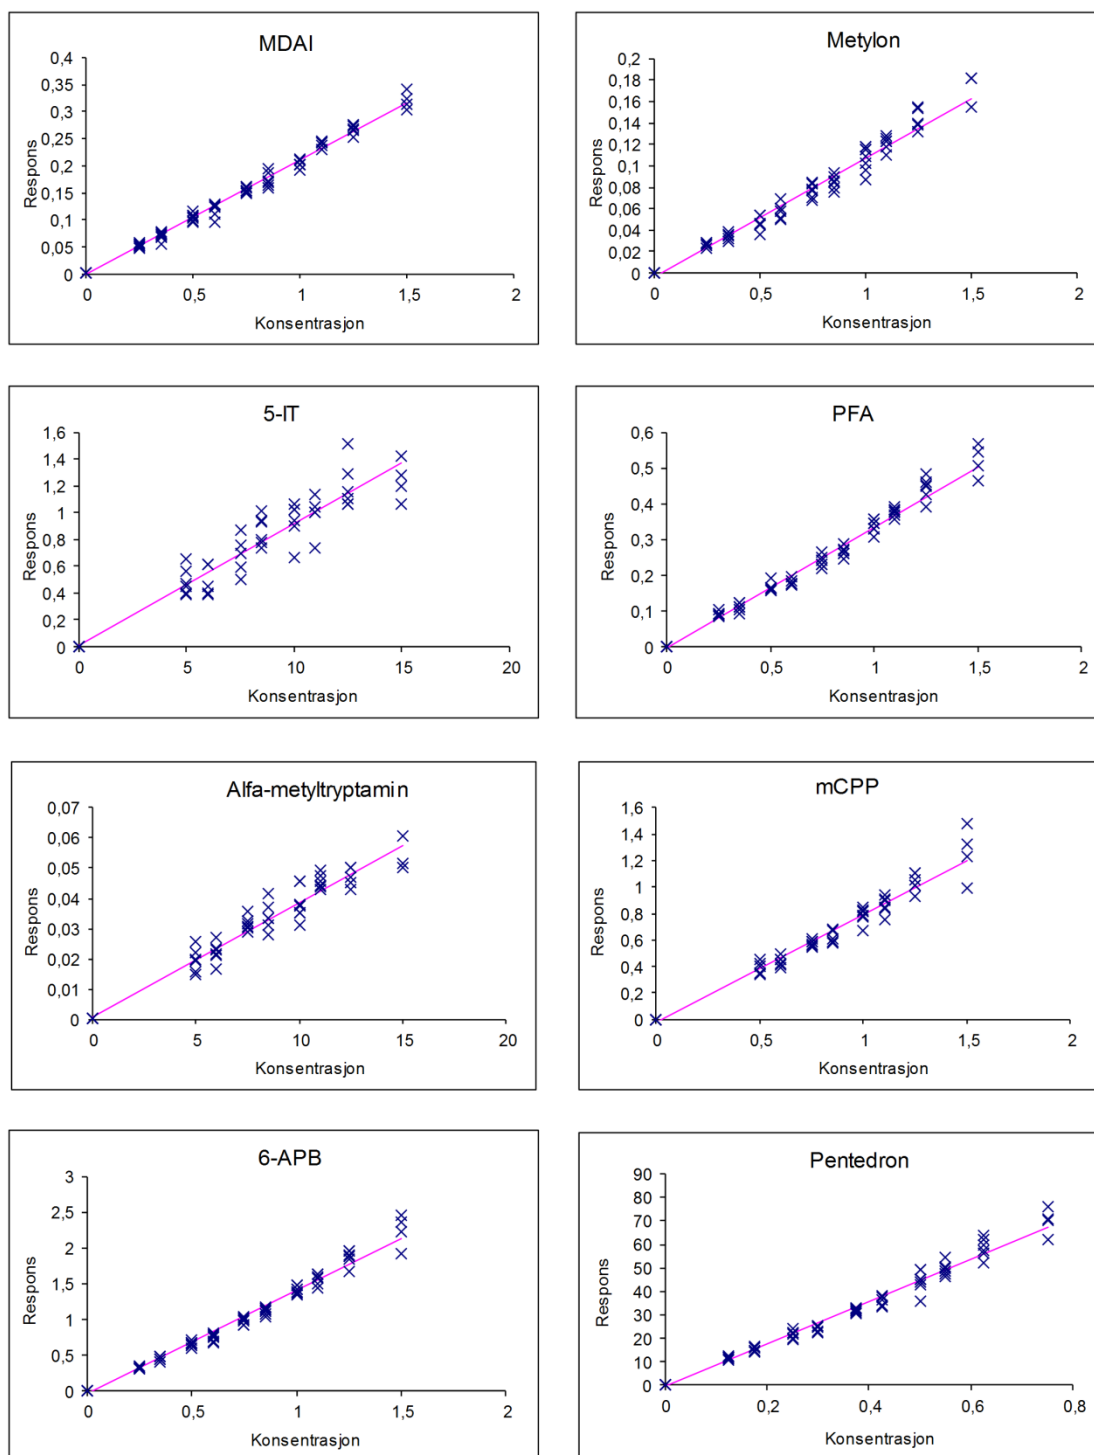 MDAI
0,4
0,35
0,3
0,25
0,2
0,15
0,1
0,05
0
Respons
0 0,5 1 1,5 2
Konsentrasjon
Metylon
0,2
0,18
0,16
0,14
0,12
0,1
0,08
0,06
0,04
0,02
0
Respons
0 0,5 1 1,5 2
Konsentrasjon
5-IT
1,6
1,4
1,2
1
0,8
0,6
0,4
0,2
0
Respons
0 5 10 15 20
Konsentrasjon
PFA
0,6
0,5
0,4
0,3
0,2
0,1
0
Respons
0 0,5 1 1,5 2
Konsentrasjon
Alfa-metyltryptamin
0,07
0,06
0,05
0,04
0,03
0,02
0,01
0
Respons
0 5 10 15 20
Konsentrasjon
mCPP
1,6
1,4
1,2
1
0,8
0,6
0,4
0,2
0
Respons
0 0,5 1 1,5 2
Konsentrasjon
6-APB
3
2,5
2
1,5
1
0,5
0
Respons
0 0,5 1 1,5 2
Konsentrasjon
Pentedron
90
80
70
60
50
40
30
20
10
0
Respons
0 0,2 0,4 0,6 0,8
Konsentrasjon